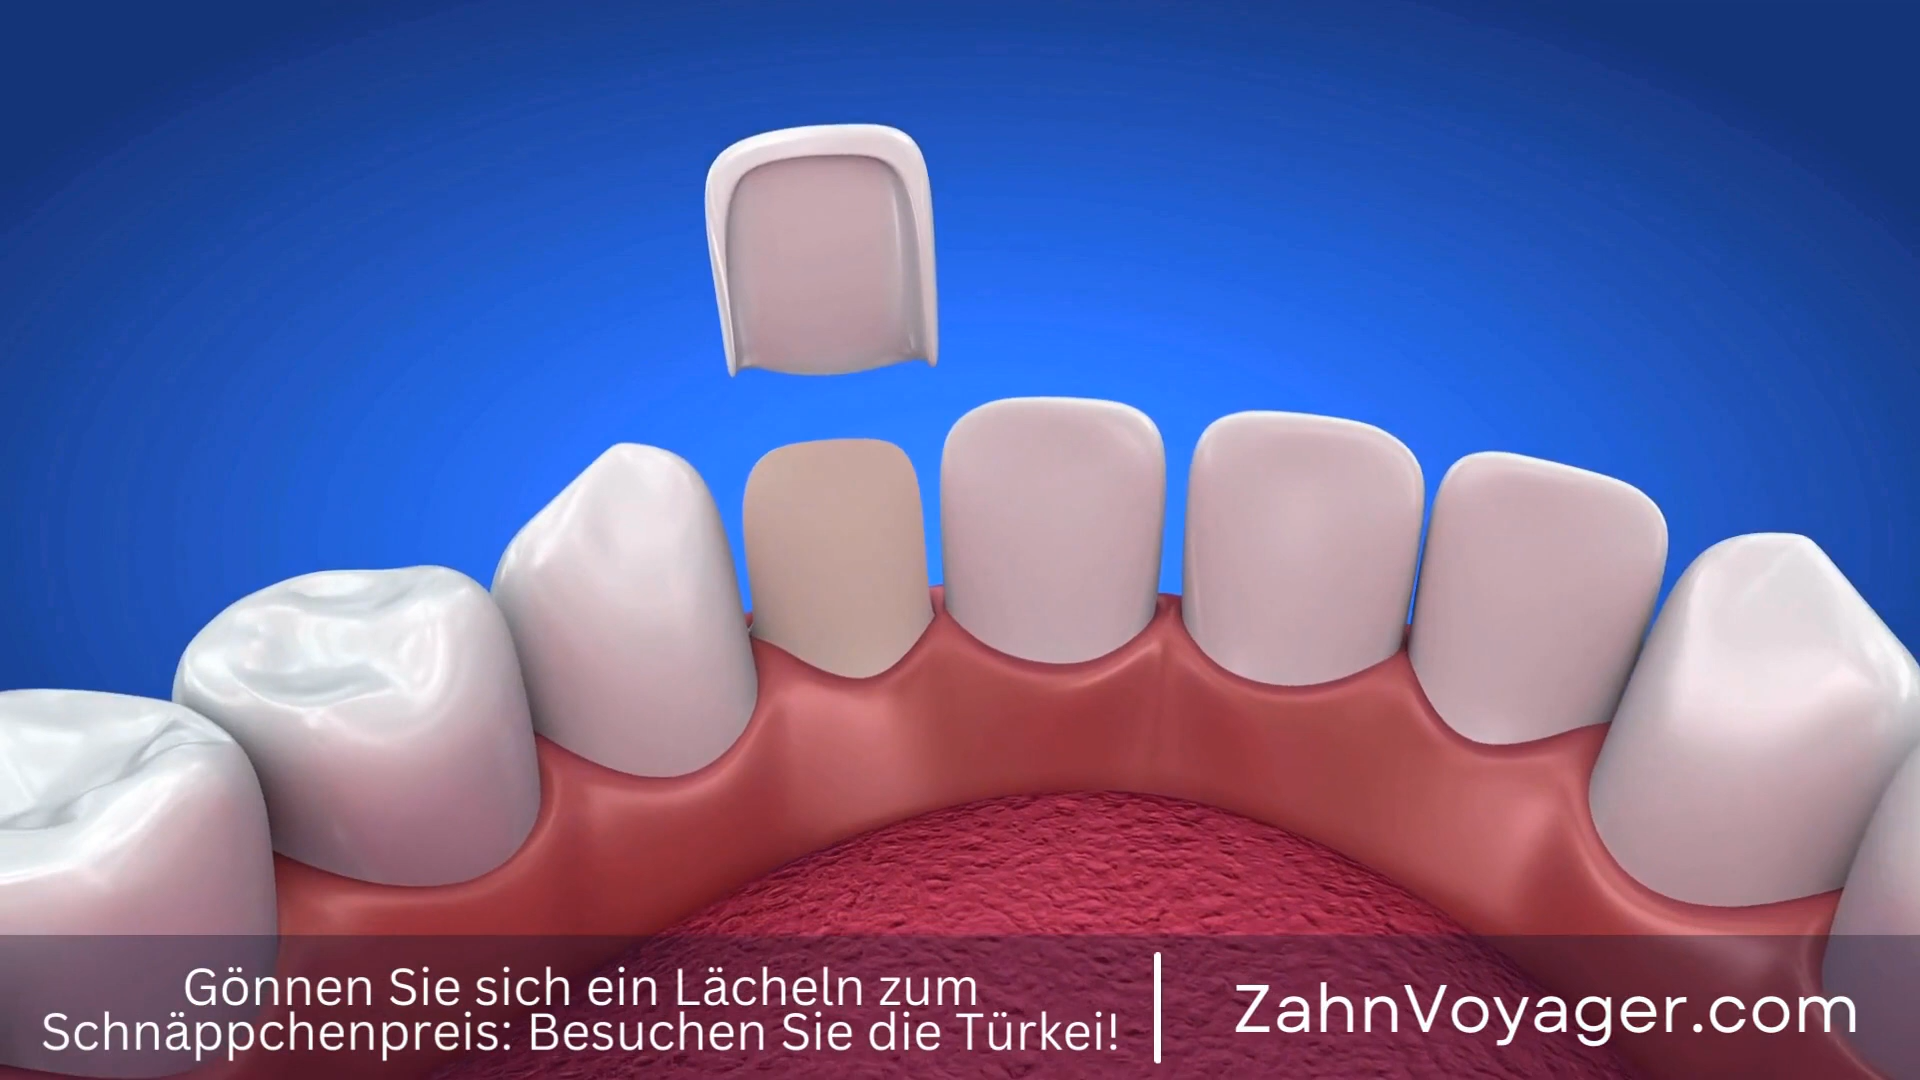 Gönnen Sie sich ein Lächeln zum
Schnäppchenpreis: Besuchen Sie die Türkei!
ZahnVoyager.com